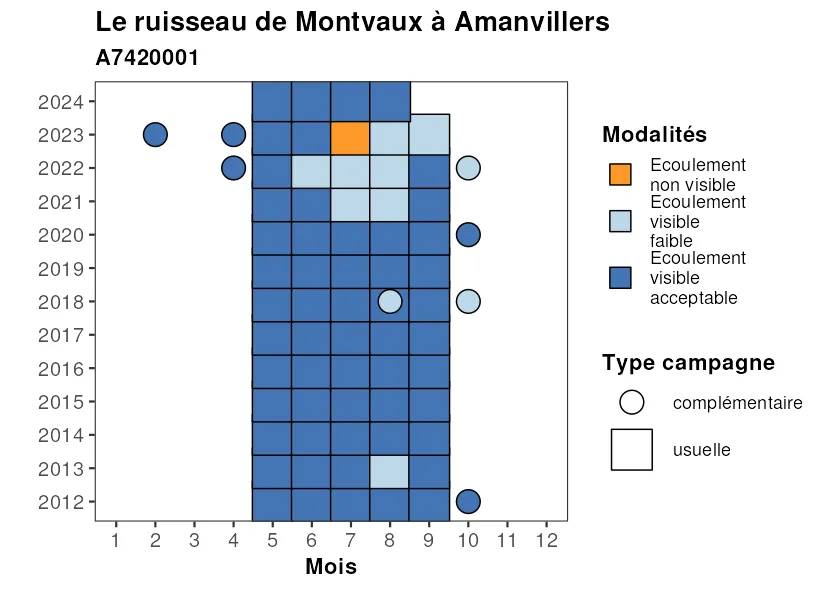 Le ruisseau de Montvaux à Amanvillers
A7420001
2024
2023
2022
2021
2020
2019
2018
2017
2016
2015
2014
2013
2012
1 2 3 4 5 6 7 8 9 10 11 12
Mois
Modalités
Ecoulement
non visible
Ecoulement
visible
faible
Ecoulement
visible
acceptable
Type campagne
complémentaire
usuelle